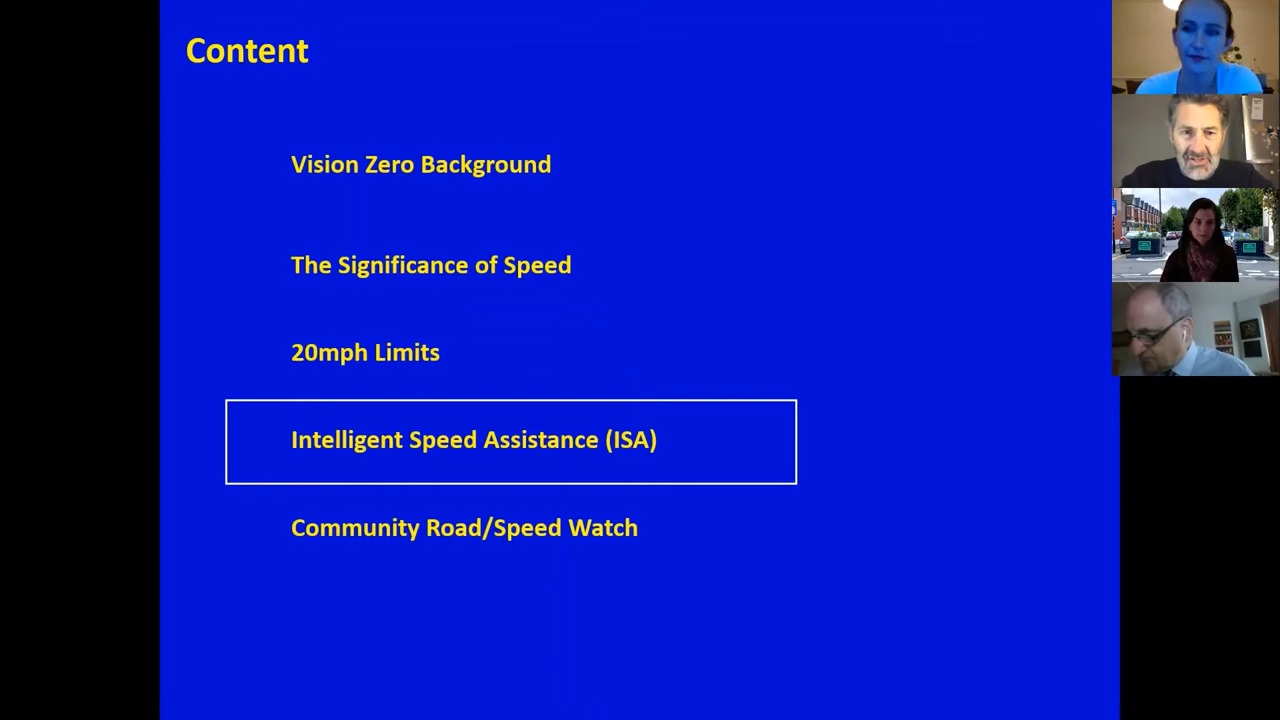 Content
Vision Zero Background
The Significance of Speed
20mph Limits
Intelligent Speed Assistance (ISA)
Community Road/Speed Watch